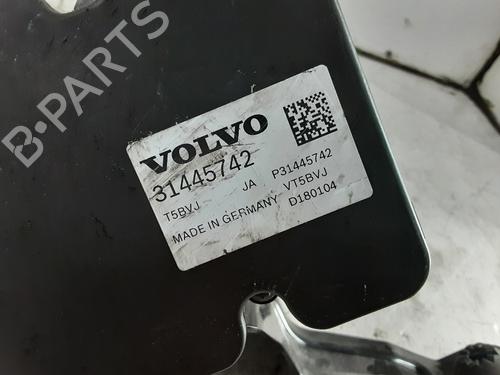 B-PARTS
VOLVO
31445742
T5BVJ JA P31445742
MADE IN GERMANY VT5BVJ
D180104